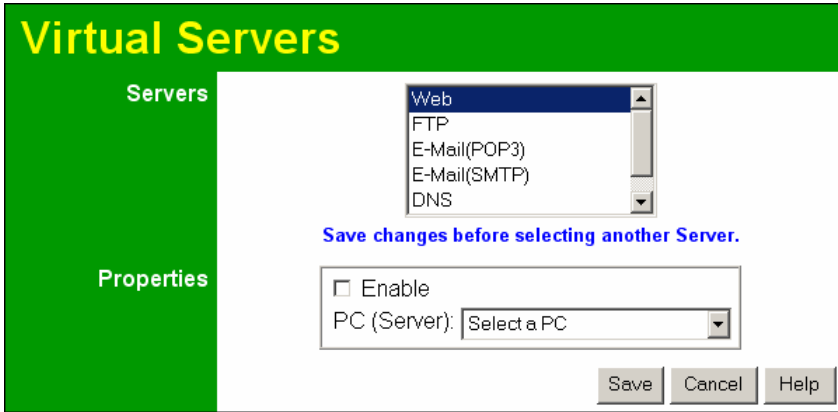 Virtual Servers
Servers
Web
FTP
E-Mail(POP3)
E-Mail(SMTP)
DNS
Save changes before selecting another Server.
Properties
Enable
PC (Server): Select a PC
Save Cancel Help